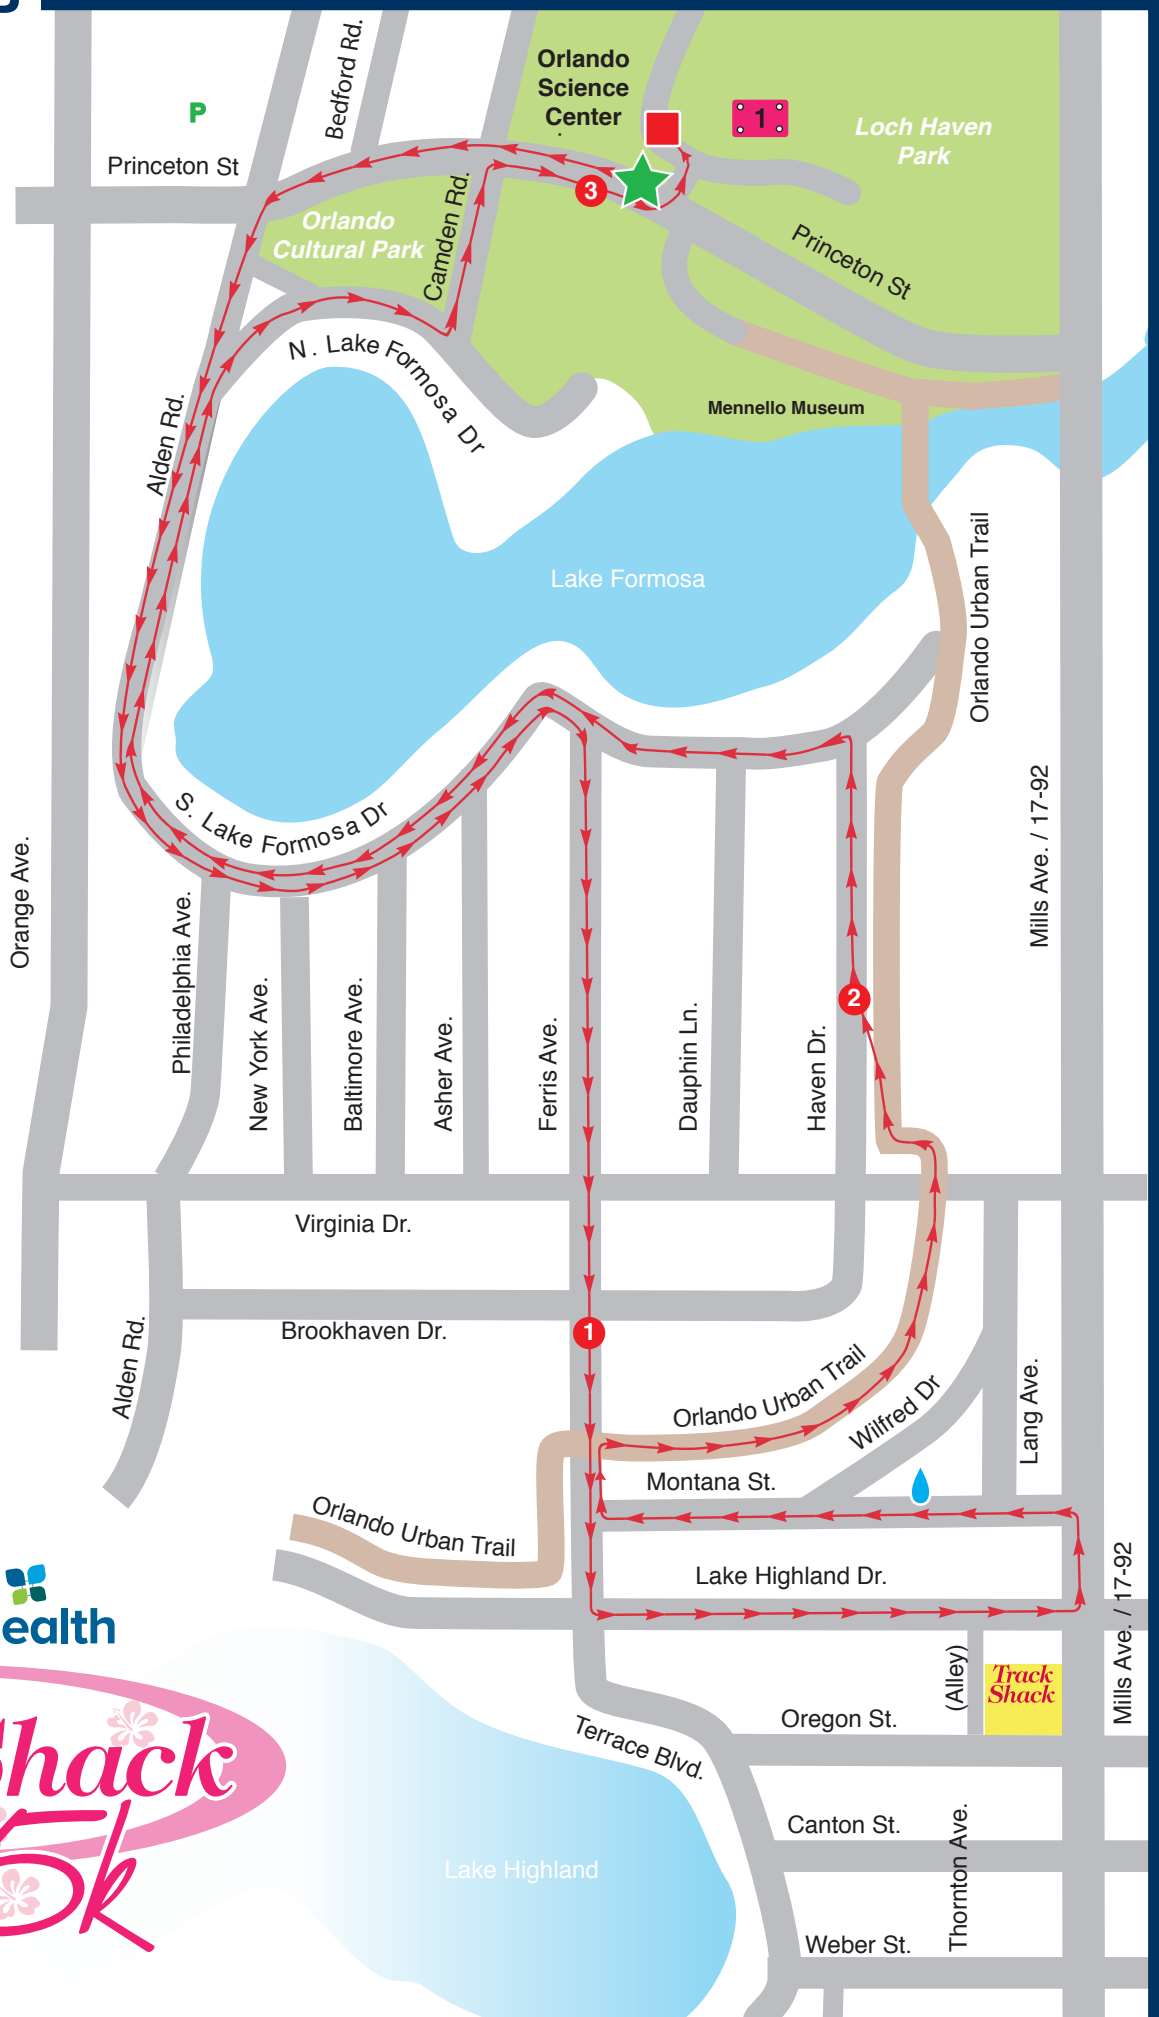 Bedford Rd.
Orlando
Science
Center
1
Loch Haven
Park
P
Princeton St
3
Orlando
Cultural Park
Camden Rd.
Princeton St
N. Lake Formosa Dr
Alden Rd.
Mennello Museum
Lake Formosa
Orlando Urban Trail
Mills Ave. / 17-92
S. Lake Formosa Dr
Orange Ave.
Philadelphia Ave.
New York Ave.
Baltimore Ave.
Asher Ave.
Ferris Ave.
Dauphin Ln.
Haven Dr.
2
Virginia Dr.
Brookhaven Dr.
1
Alden Rd.
Orlando Urban Trail
Wilfred Dr
Lang Ave.
Montana St.
Orlando Urban Trail
Lake Highland Dr.
Mills Ave. / 17-92
ealth
(Alley)
Track
Shack
Oregon St.
Terrace Blvd.
Shack
5k
Canton St.
Thornton Ave.
Lake Highland
Weber St.